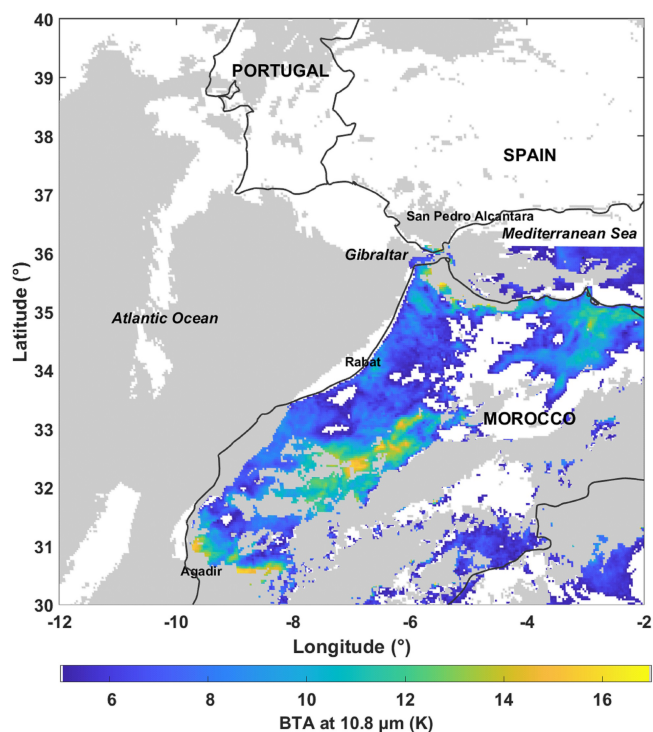 40
39
38
37
36
35
34
33
32
31
30
Latitude (°)
PORTUGAL
SPAIN
San Pedro Alcantara
Mediterranean Sea
Gibraltar
Atlantic Ocean
Rabat
MOROCCO
Agadir
-12 -10 -8 -6 -4 -2
Longitude (°)
6 8 10 12 14 16
BTA at 10.8 µm (K)